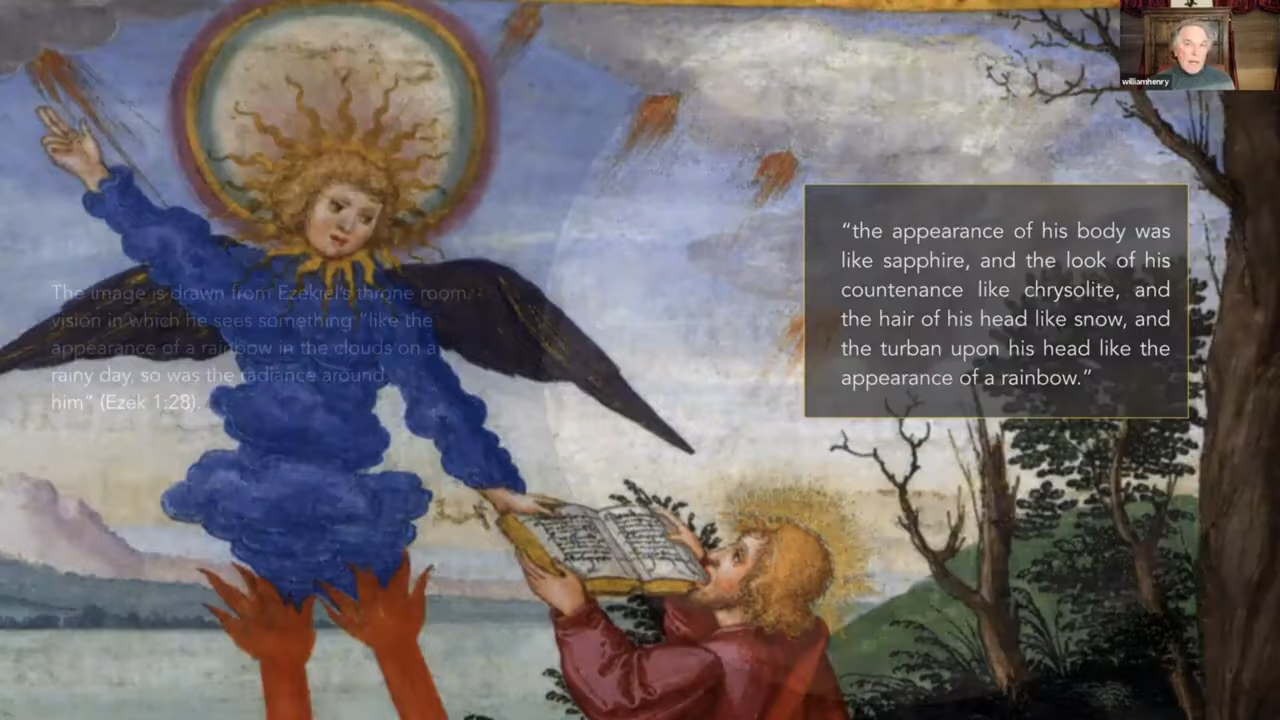 williamhenry
"the appearance of his body was
like sapphire, and the look of his
countenance like chrysolite, and
the hair of his head like snow, and
the turban upon his head like the
appearance of a rainbow."
The image is drawn from Ezekiel's throne room
vision in which he sees something "like the
appearance of a rainbow in the clouds on a
rainy day, so was the radiance around
him" (Ezek 1:28).